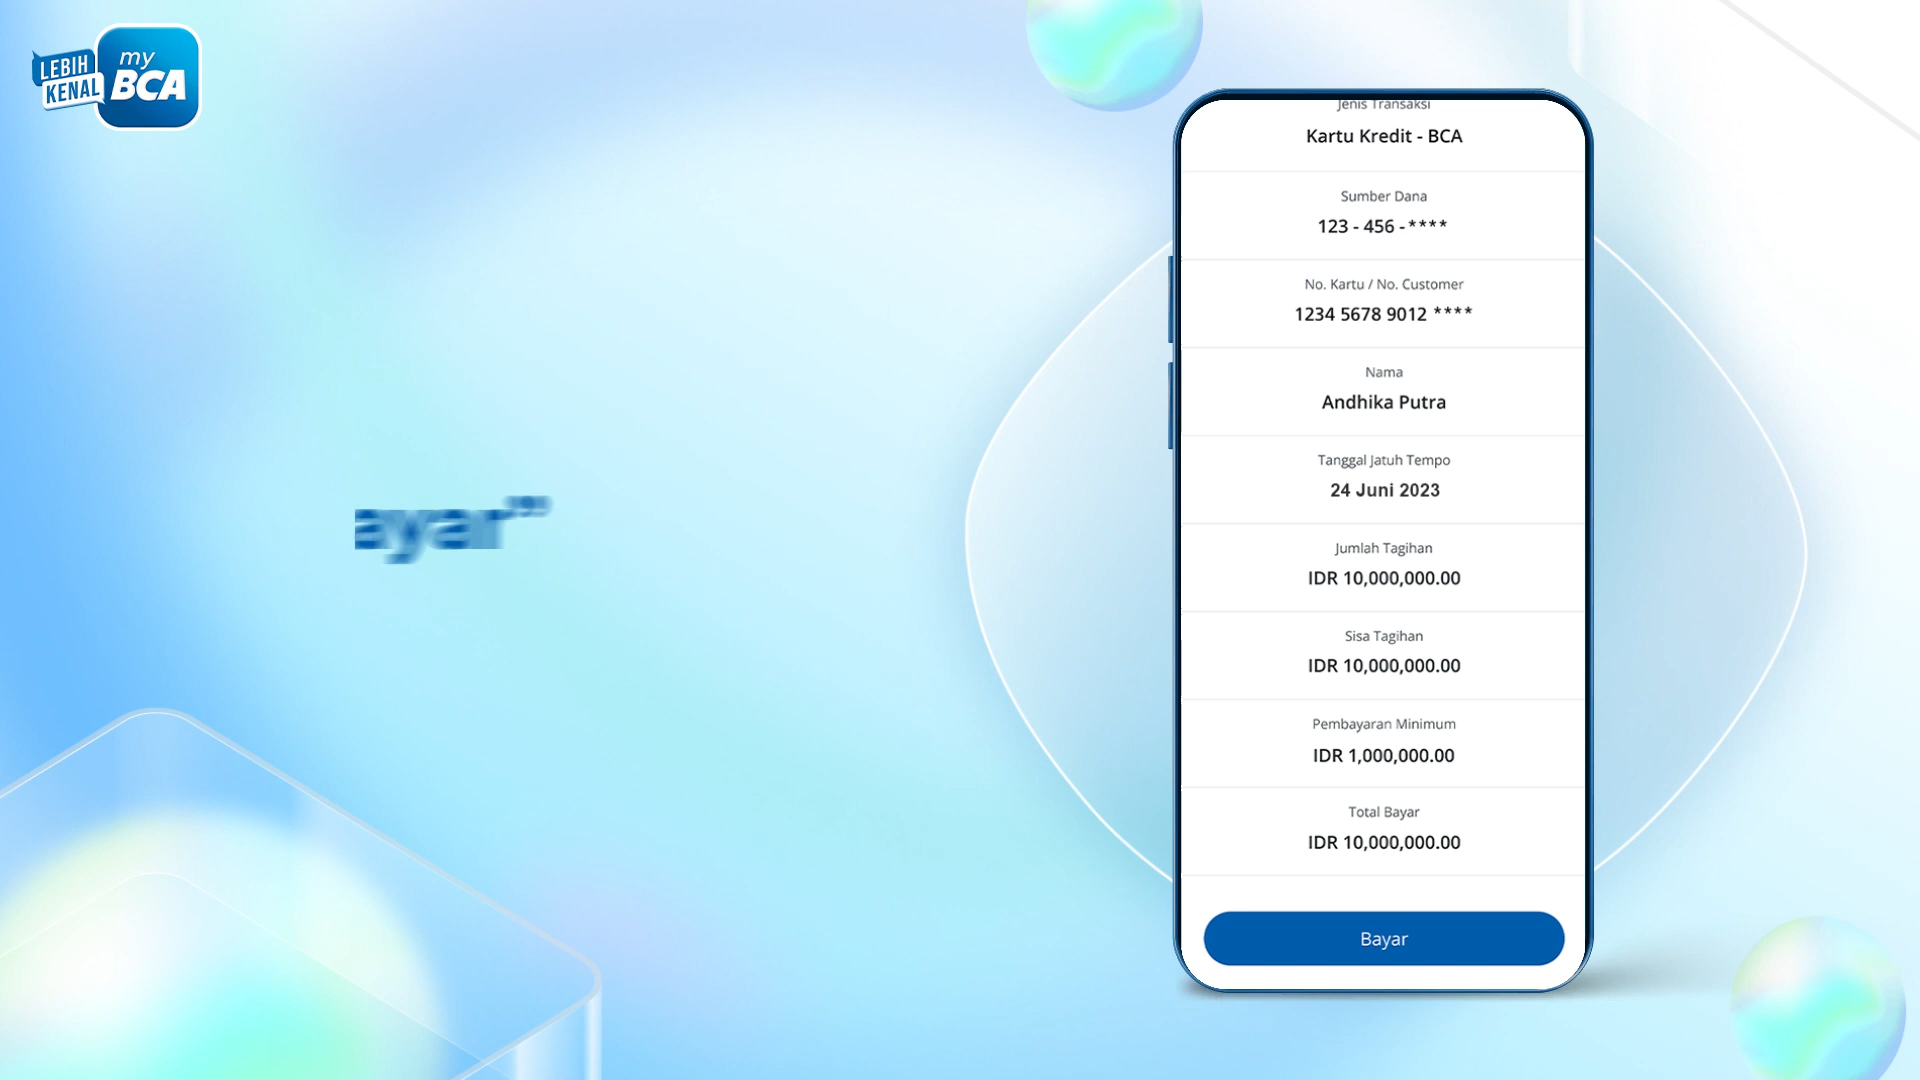 LEBIH
KENAL
my
BCA
Jenis Transaksi
Kartu Kredit - BCA
Sumber Dana
123 - 456 - ****
No. Kartu / No. Customer
1234 5678 9012 ****
Nama
Andhika Putra
Tanggal Jatuh Tempo
24 Juni 2023
Jumlah Tagihan
IDR 10,000,000.00
Sisa Tagihan
IDR 10,000,000.00
Pembayaran Minimum
IDR 1,000,000.00
Total Bayar
IDR 10,000,000.00
Bayar
ayar”